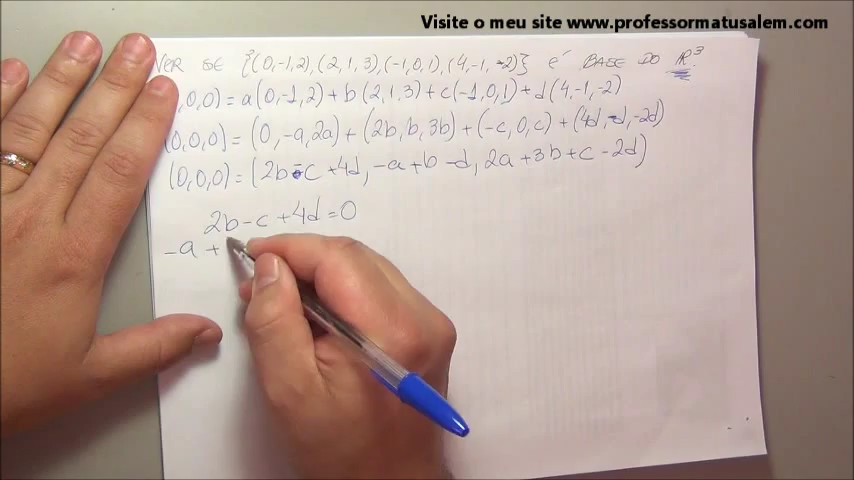 Visite o meu site www.professormatusalem.com
VER SE {(0,-1,2),(2,1,3),(-1,0,1),(4,-1,-2)} É BASE DO ℝ³.
,0,0) = a(0,-1,2) + b(2,1,3) + c(-1,0,1) + d(4,-1,-2)
(0,0,0) = (0,-a,2a) + (2b,b,3b) + (-c,0,c) + (4d,-d,-2d)
(0,0,0) = (2b-c+4d, -a+b-d, 2a+3b+c-2d)
2b-c+4d=0
-a+